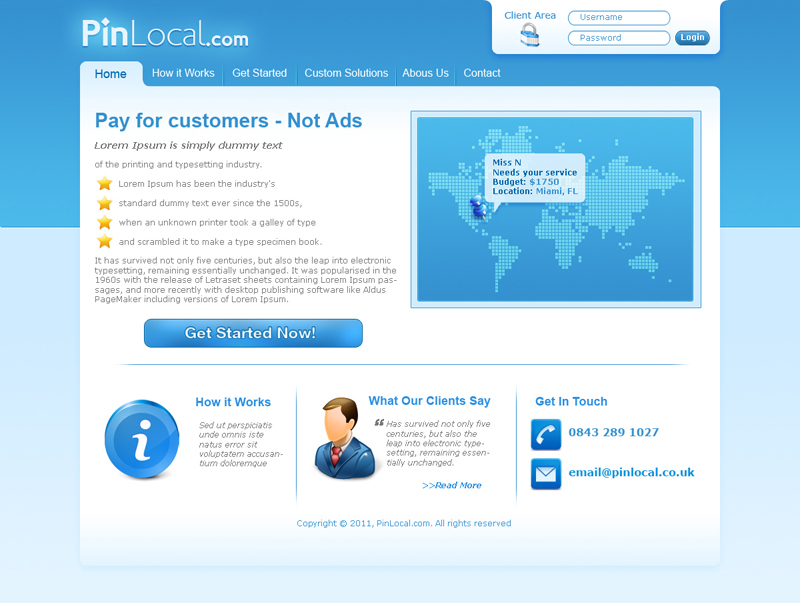 PinLocal.com
Client Area
Username
Password
Login
Home
How it Works
Get Started
Custom Solutions
Abous Us
Contact
Pay for customers - Not Ads
Lorem Ipsum is simply dummy text
of the printing and typesetting industry.
Lorem Ipsum has been the industry's
standard dummy text ever since the 1500s,
when an unknown printer took a galley of type
and scrambled it to make a type specimen book.
It has survived not only five centuries, but also the leap into electronic
typesetting, remaining essentially unchanged. It was popularised in the
1960s with the release of Letraset sheets containing Lorem Ipsum pas-
sages, and more recently with desktop publishing software like Aldus
PageMaker including versions of Lorem Ipsum.
Miss N
Needs your service
Budget: $1750
Location: Miami, FL
Get Started Now!
How it Works
Sed ut perspiciatis
unde omnis iste
natus error sit
voluptatem accusan-
tium doloremque
What Our Clients Say
“ Has survived not only five
centuries, but also the
leap into electronic type-
setting, remaining essen-
tially unchanged.
>>Read More
Get In Touch
0843 289 1027
email@pinlocal.co.uk
Copyright © 2011, PinLocal.com. All rights reserved